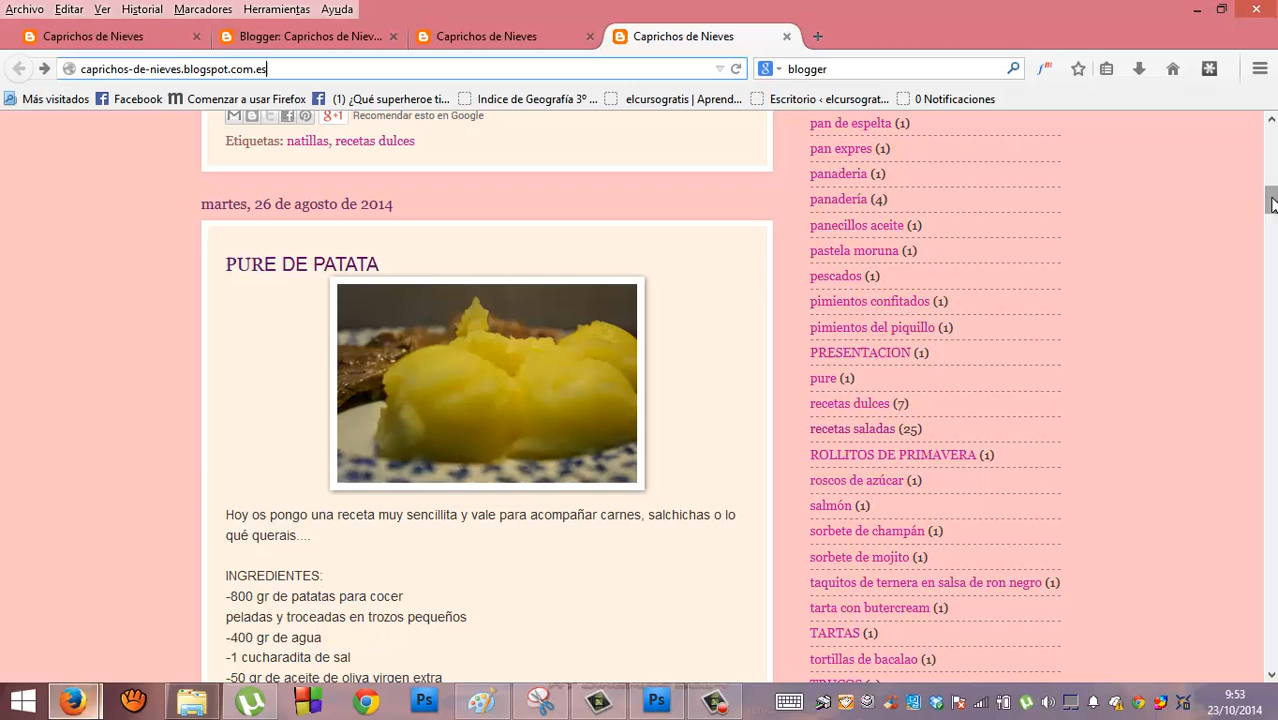 Archivo Editar Ver Historial Marcadores Herramientas Ayuda
Caprichos de Nieves
Blogger: Caprichos de Niev...
Caprichos de Nieves
Caprichos de Nieves
caprichos-de-nieves.blogspot.com.es
blogger
Más visitados
Facebook
Comenzar a usar Firefox
(1) ¿Qué superheroe ti...
Indice de Geografía 3º ...
elcursogratis | Aprend...
Escritorio ‹ elcursograt...
0 Notificaciones
+1 Recomendar esto en Google
Etiquetas: natillas, recetas dulces
martes, 26 de agosto de 2014
PURE DE PATATA
Hoy os pongo una receta muy sencillita y vale para acompañar carnes, salchichas o lo
qué querais....
INGREDIENTES:
-800 gr de patatas para cocer
peladas y troceadas en trozos pequeños
-400 gr de agua
-1 cucharadita de sal
-50 gr de aceite de oliva virgen extra
pan de espelta (1)
pan expres (1)
panaderia (1)
panadería (4)
panecillos aceite (1)
pastela moruna (1)
pescados (1)
pimientos confitados (1)
pimientos del piquillo (1)
PRESENTACION (1)
pure (1)
recetas dulces (7)
recetas saladas (25)
ROLLITOS DE PRIMAVERA (1)
roscos de azúcar (1)
salmón (1)
sorbete de champán (1)
sorbete de mojito (1)
taquitos de ternera en salsa de ron negro (1)
tarta con butercream (1)
TARTAS (1)
tortillas de bacalao (1)
TRUCOS (1)
9:53
23/10/2014